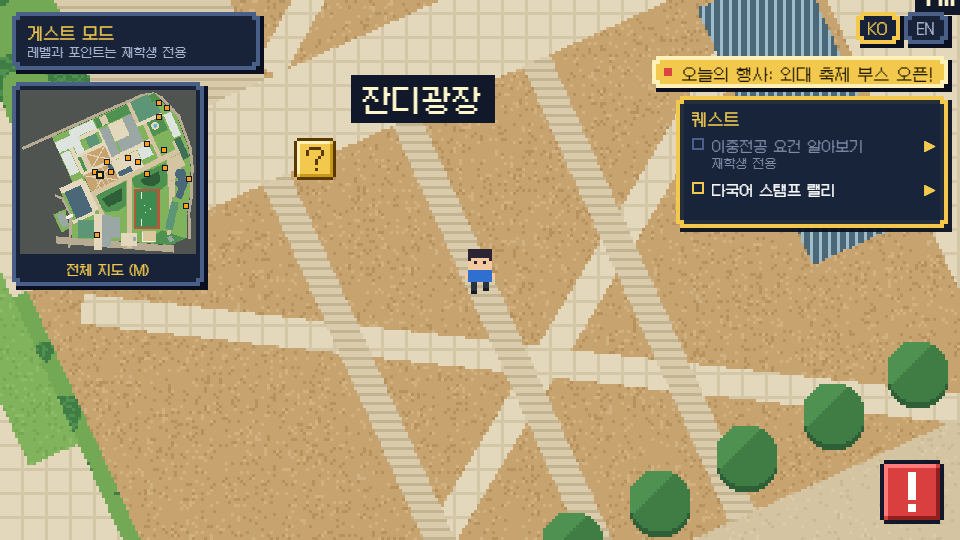 게스트 모드
레벨과 포인트는 재학생 전용
KO
EN
오늘의 행사: 외대 축제 부스 오픈!
잔디광장
?
퀘스트
이중전공 요건 알아보기
재학생 전용
다국어 스탬프 랠리
전체 지도 (M)
!